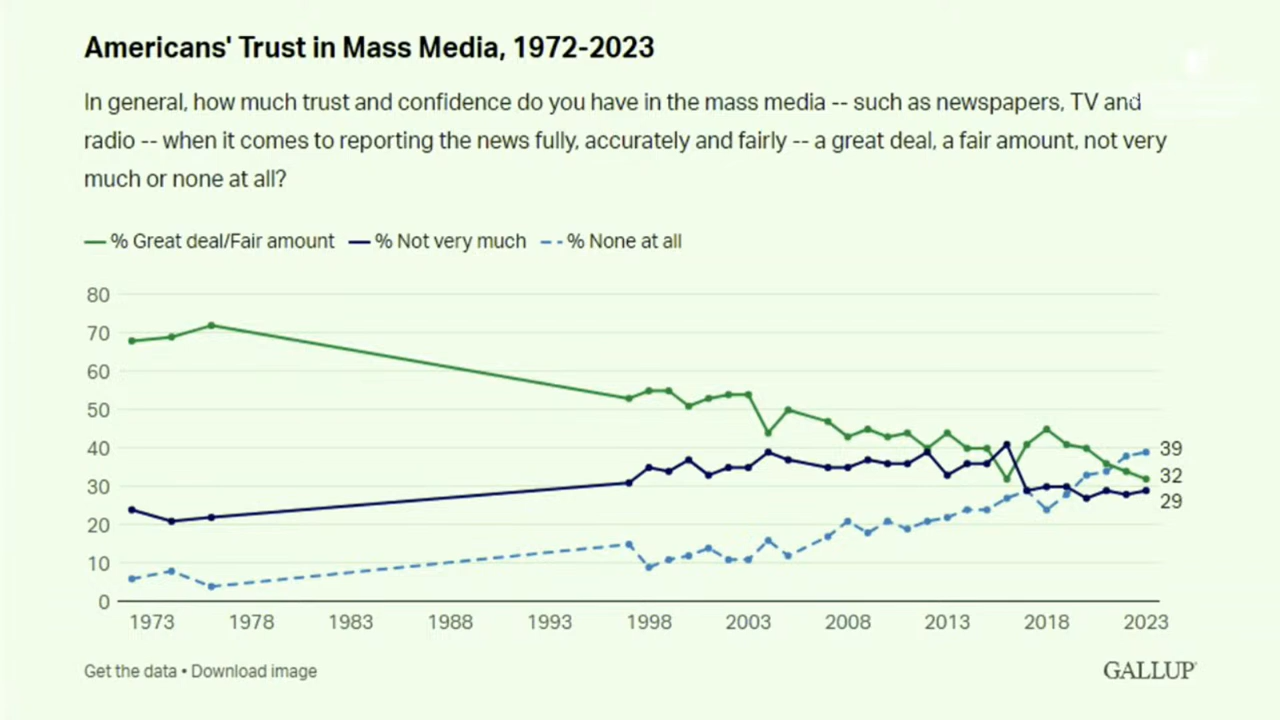 Americans' Trust in Mass Media, 1972-2023
In general, how much trust and confidence do you have in the mass media -- such as newspapers, TV and
radio -- when it comes to reporting the news fully, accurately and fairly -- a great deal, a fair amount, not very
much or none at all?
% Great deal/Fair amount % Not very much % None at all
80
70
60
50
40
30
20
10
0
39
32
29
1973 1978 1983 1988 1993 1998 2003 2008 2013 2018 2023
Get the data • Download image
GALLUP